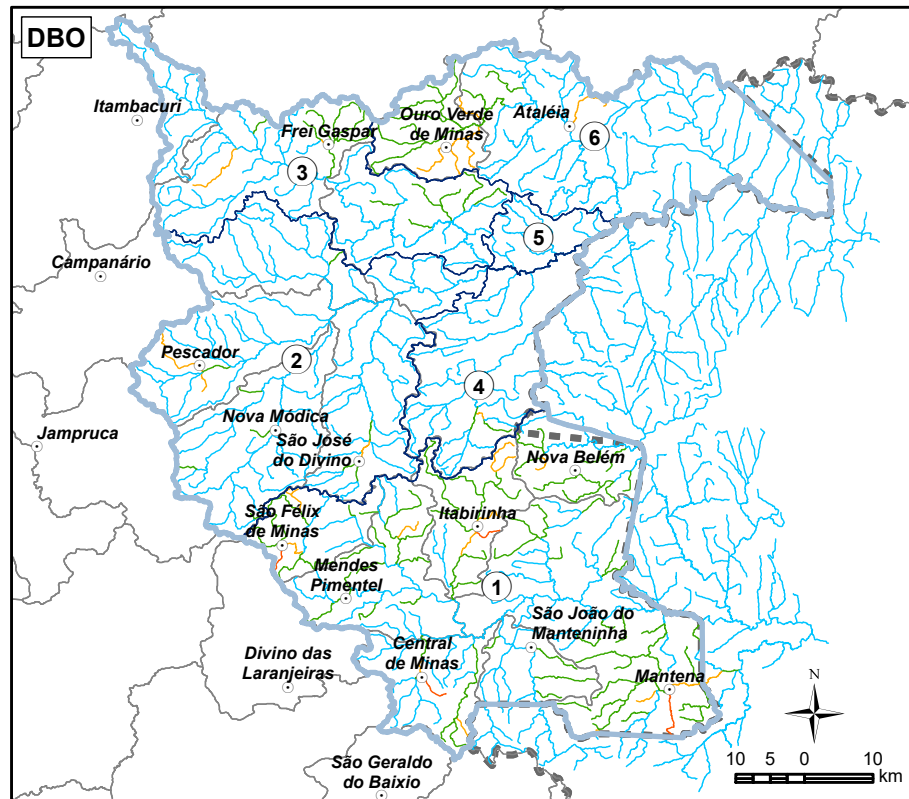 DBO
Itambacuri
Frei Gaspar
Ouro Verde
de Minas
Ataléia
6
3
5
Campanário
Pescador
2
4
Nova Módica
Jampruca
São José
do Divino
Nova Belém
São Félix
de Minas
Itabirinha
Mendes
Pimentel
1
São João do
Manteninha
Divino das
Laranjeiras
Central
de Minas
Mantena
N
São Geraldo
do Baixio
10 5 0 10
km